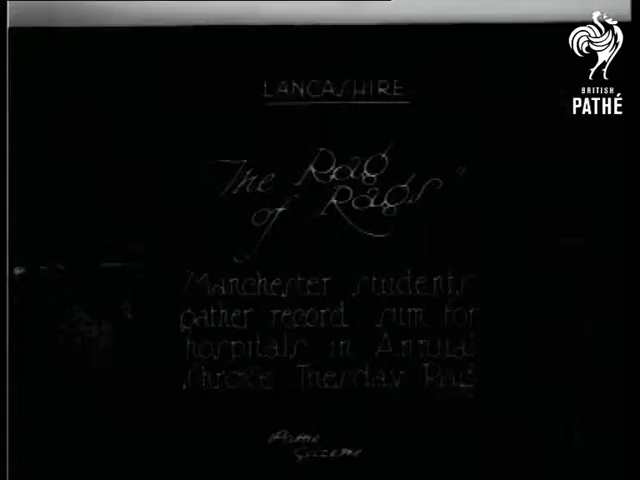 BRITISH
PATHÉ
LANCASHIRE
The Rag
of Rags!
Manchester students
gather record sum for
hospitals in Annual
Shrove Tuesday Rag
Pathe
Gazette